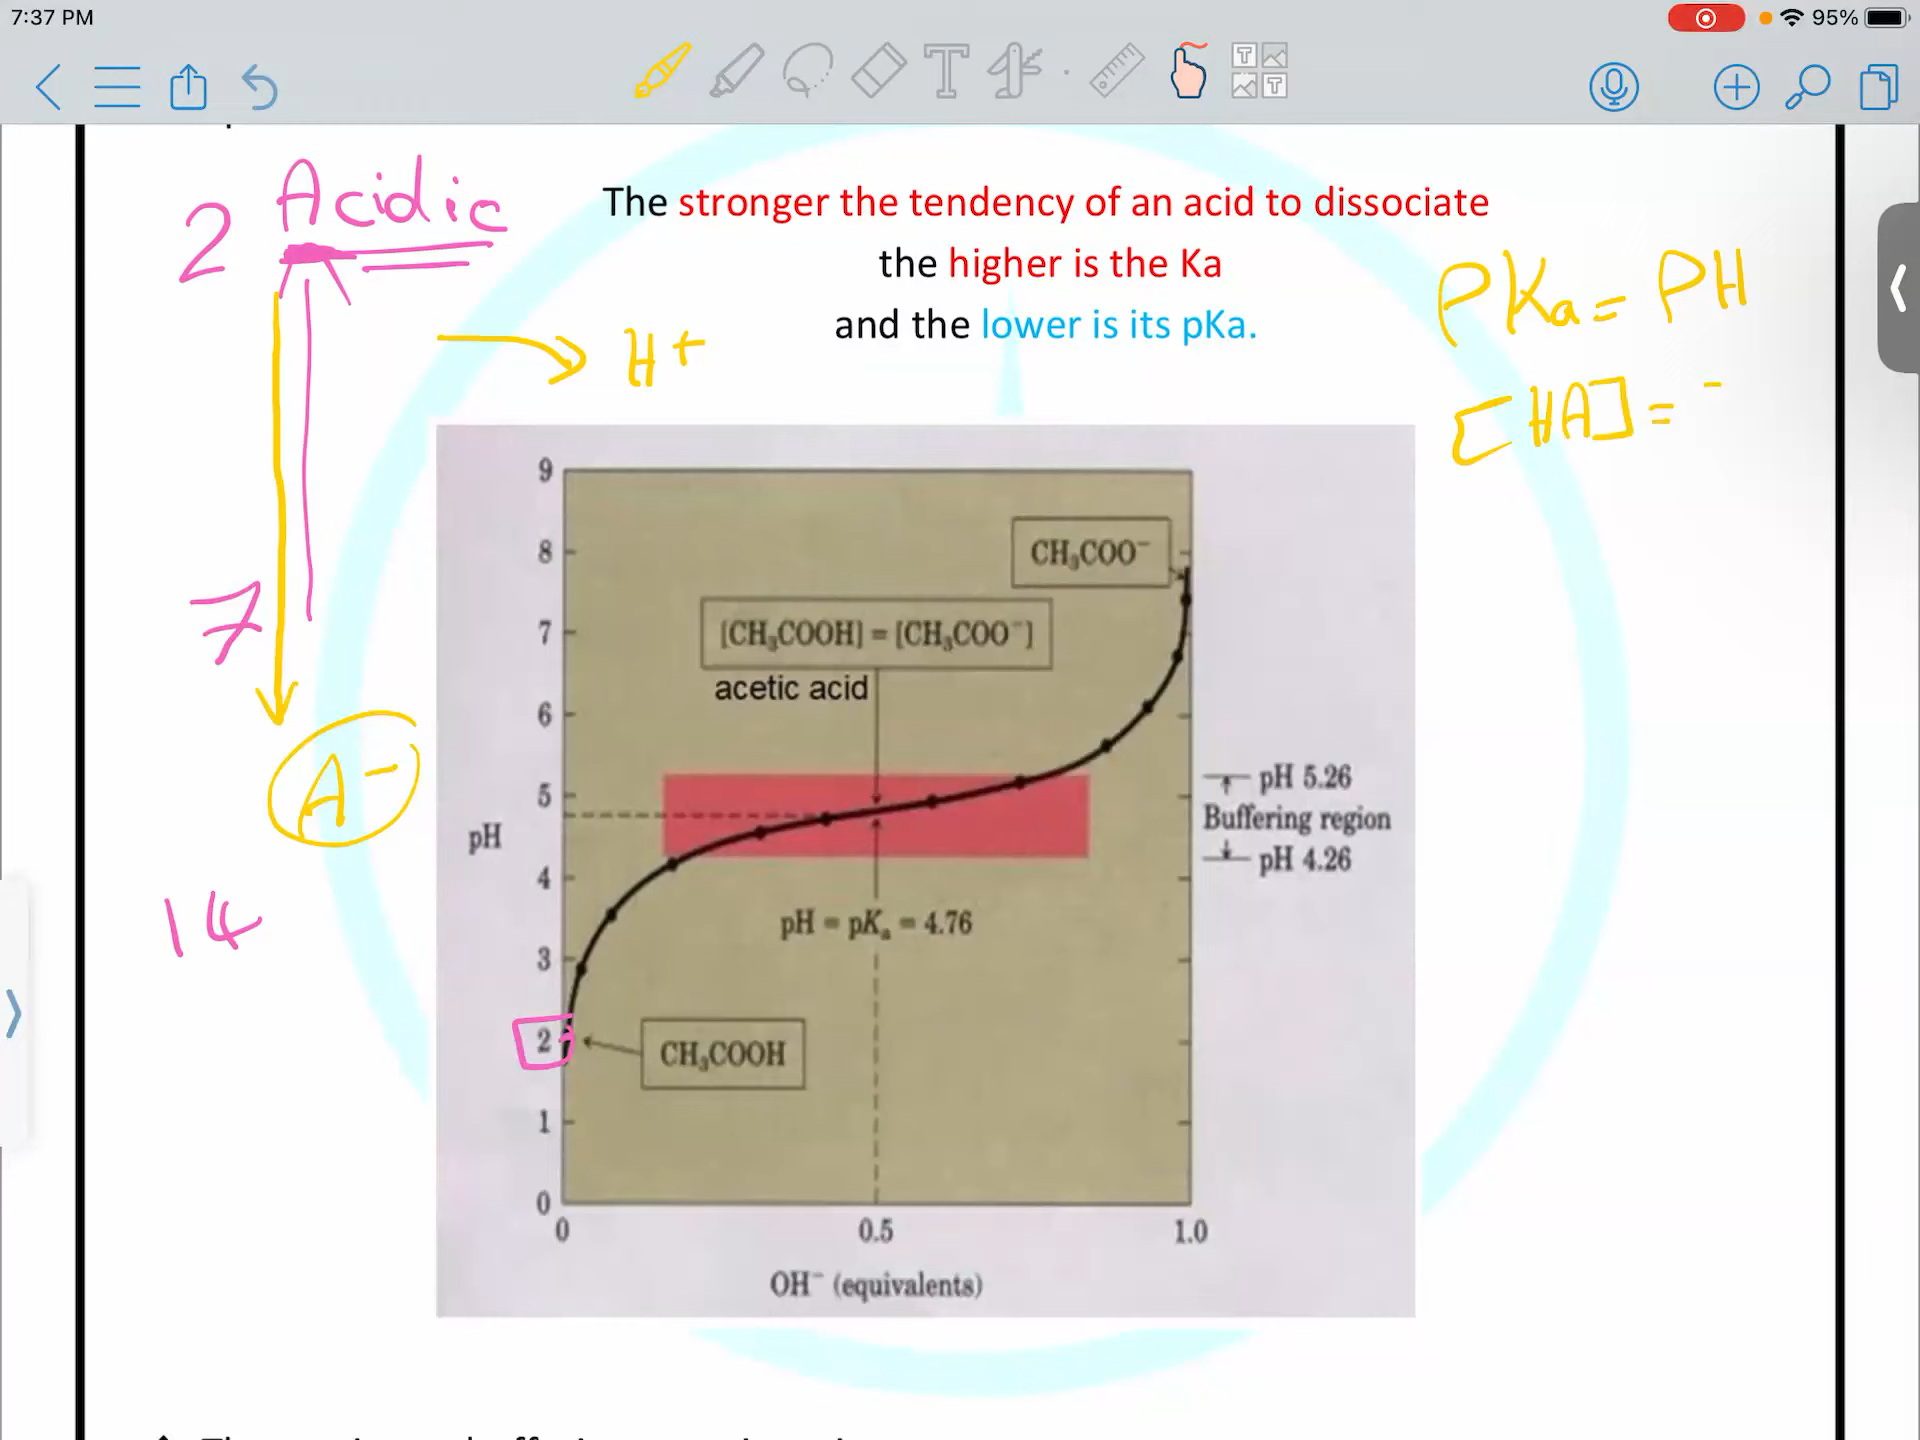 7:37 PM
95%
2 Acidic
The stronger the tendency of an acid to dissociate
the higher is the Ka
and the lower is its pKa.
H+
PKa = PH
[HA] = -
9
8
7
6
5
4
3
2
1
0
pH
CH₃COO⁻
[CH₃COOH] = [CH₃COO⁻]
acetic acid
pH 5.26
Buffering region
pH 4.26
pH = pKₐ = 4.76
CH₃COOH
0 0.5 1.0
OH⁻ (equivalents)
7
A-
14